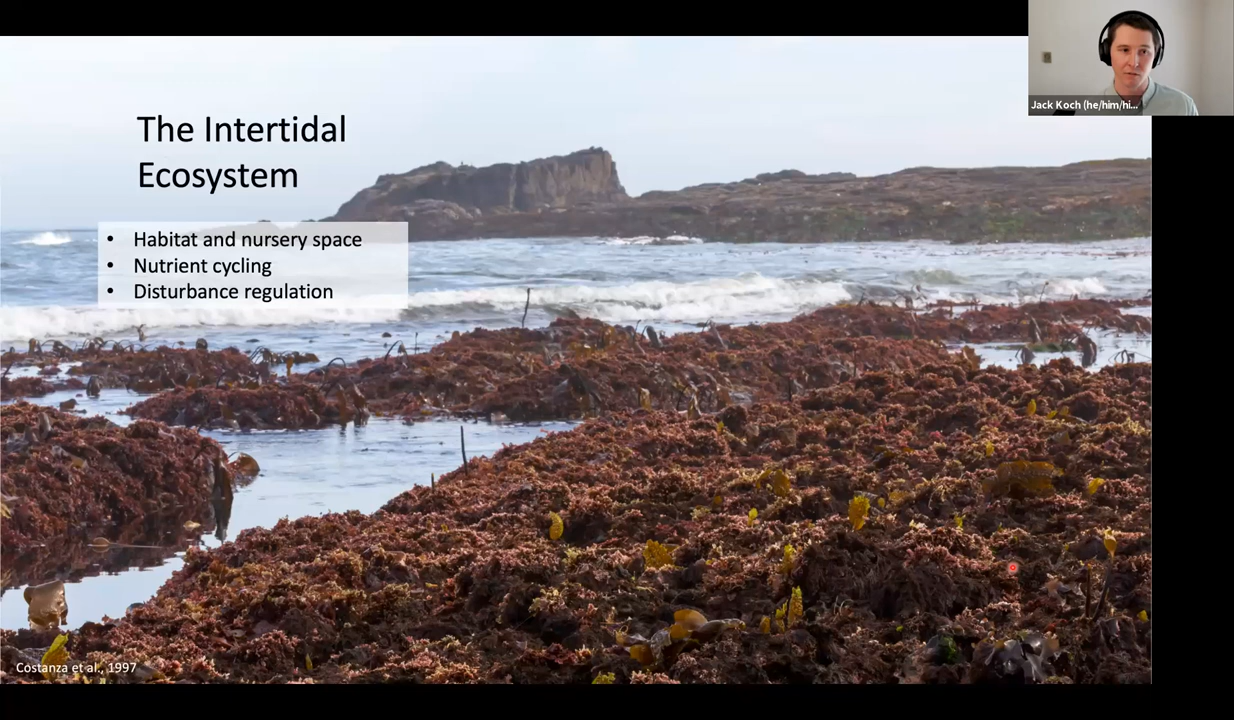 Jack Koch (he/him/hi...
The Intertidal
Ecosystem
• Habitat and nursery space
• Nutrient cycling
• Disturbance regulation
Costanza et al., 1997